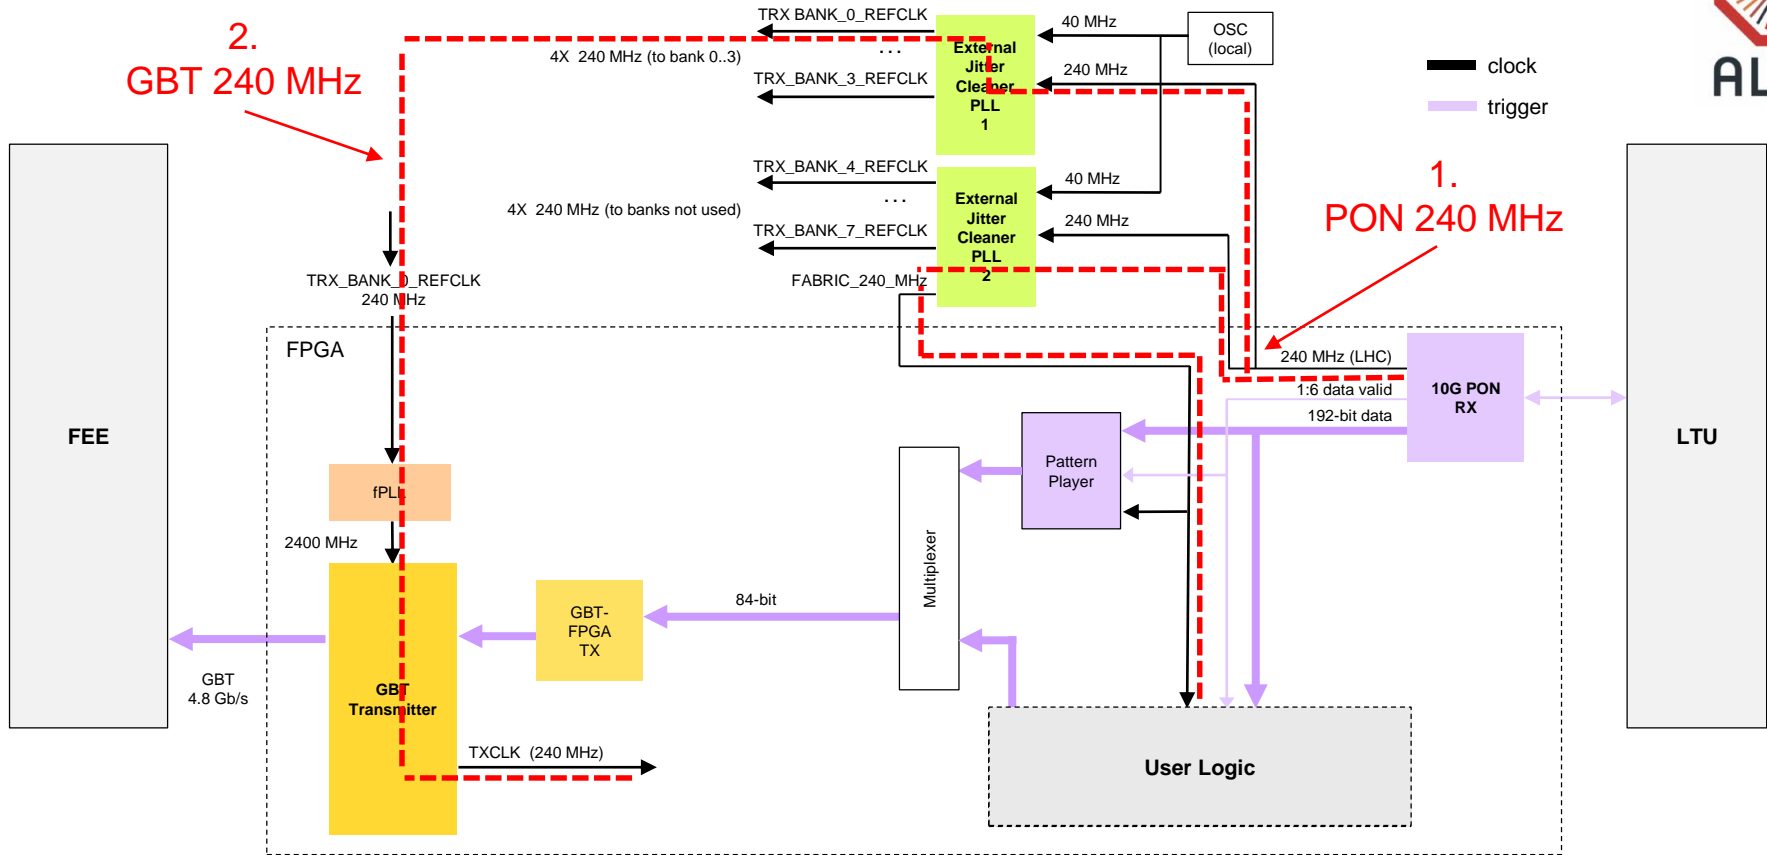 2.
GBT 240 MHz
TRX BANK_0_REFCLK
4X 240 MHz (to bank 0..3)
...
TRX_BANK_3_REFCLK
External
Jitter
Cleaner
PLL
1
40 MHz
240 MHz
OSC
(local)
clock
trigger
TRX_BANK_4_REFCLK
4X 240 MHz (to banks not used)
...
TRX_BANK_7_REFCLK
FABRIC_240_MHz
External
Jitter
Cleaner
PLL
2
40 MHz
240 MHz
1.
PON 240 MHz
TRX_BANK_0_REFCLK
240 MHz
FPGA
240 MHz (LHC)
1:6 data valid
192-bit data
10G PON
RX
FEE
LTU
Pattern
Player
fPLL
2400 MHz
Multiplexer
84-bit
GBT-
FPGA
TX
GBT
4.8 Gb/s
GBT
Transmitter
TXCLK (240 MHz)
User Logic